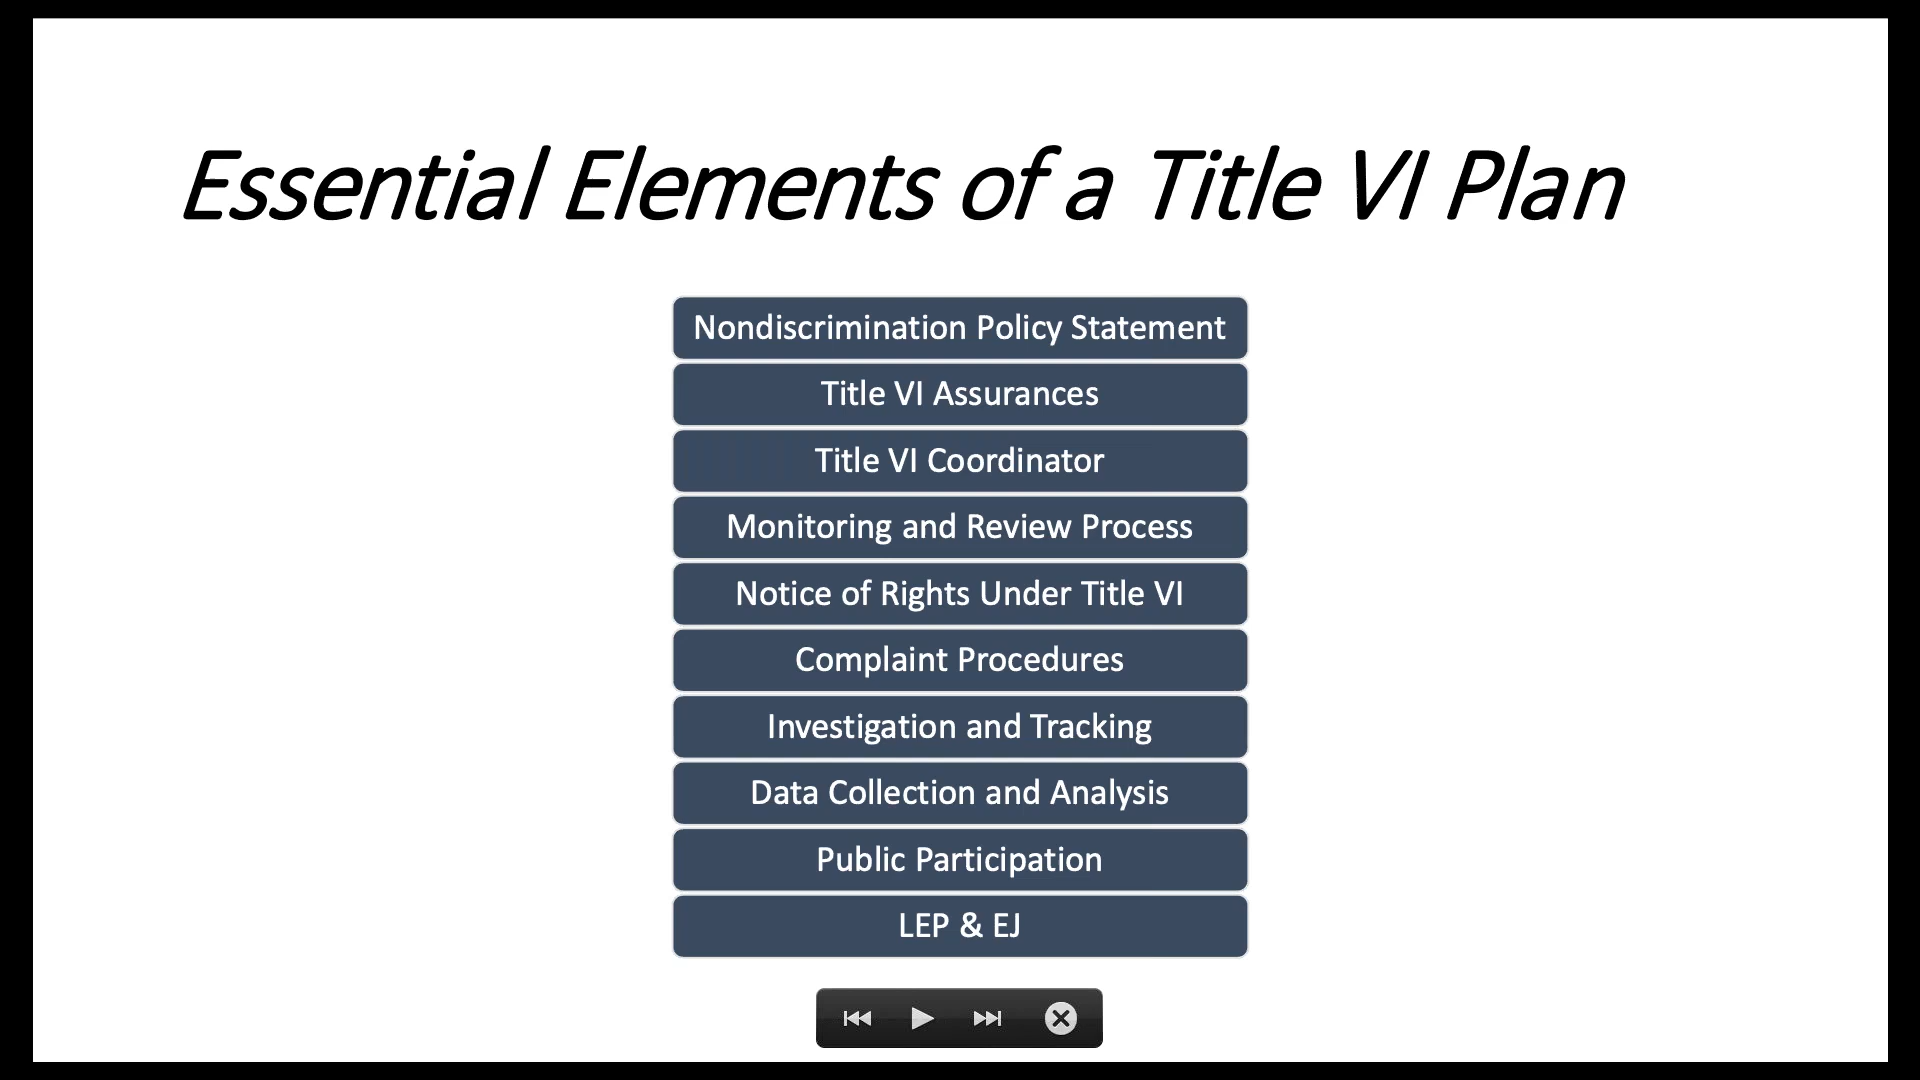 Essential Elements of a Title VI Plan
Nondiscrimination Policy Statement
Title VI Assurances
Title VI Coordinator
Monitoring and Review Process
Notice of Rights Under Title VI
Complaint Procedures
Investigation and Tracking
Data Collection and Analysis
Public Participation
LEP & EJ